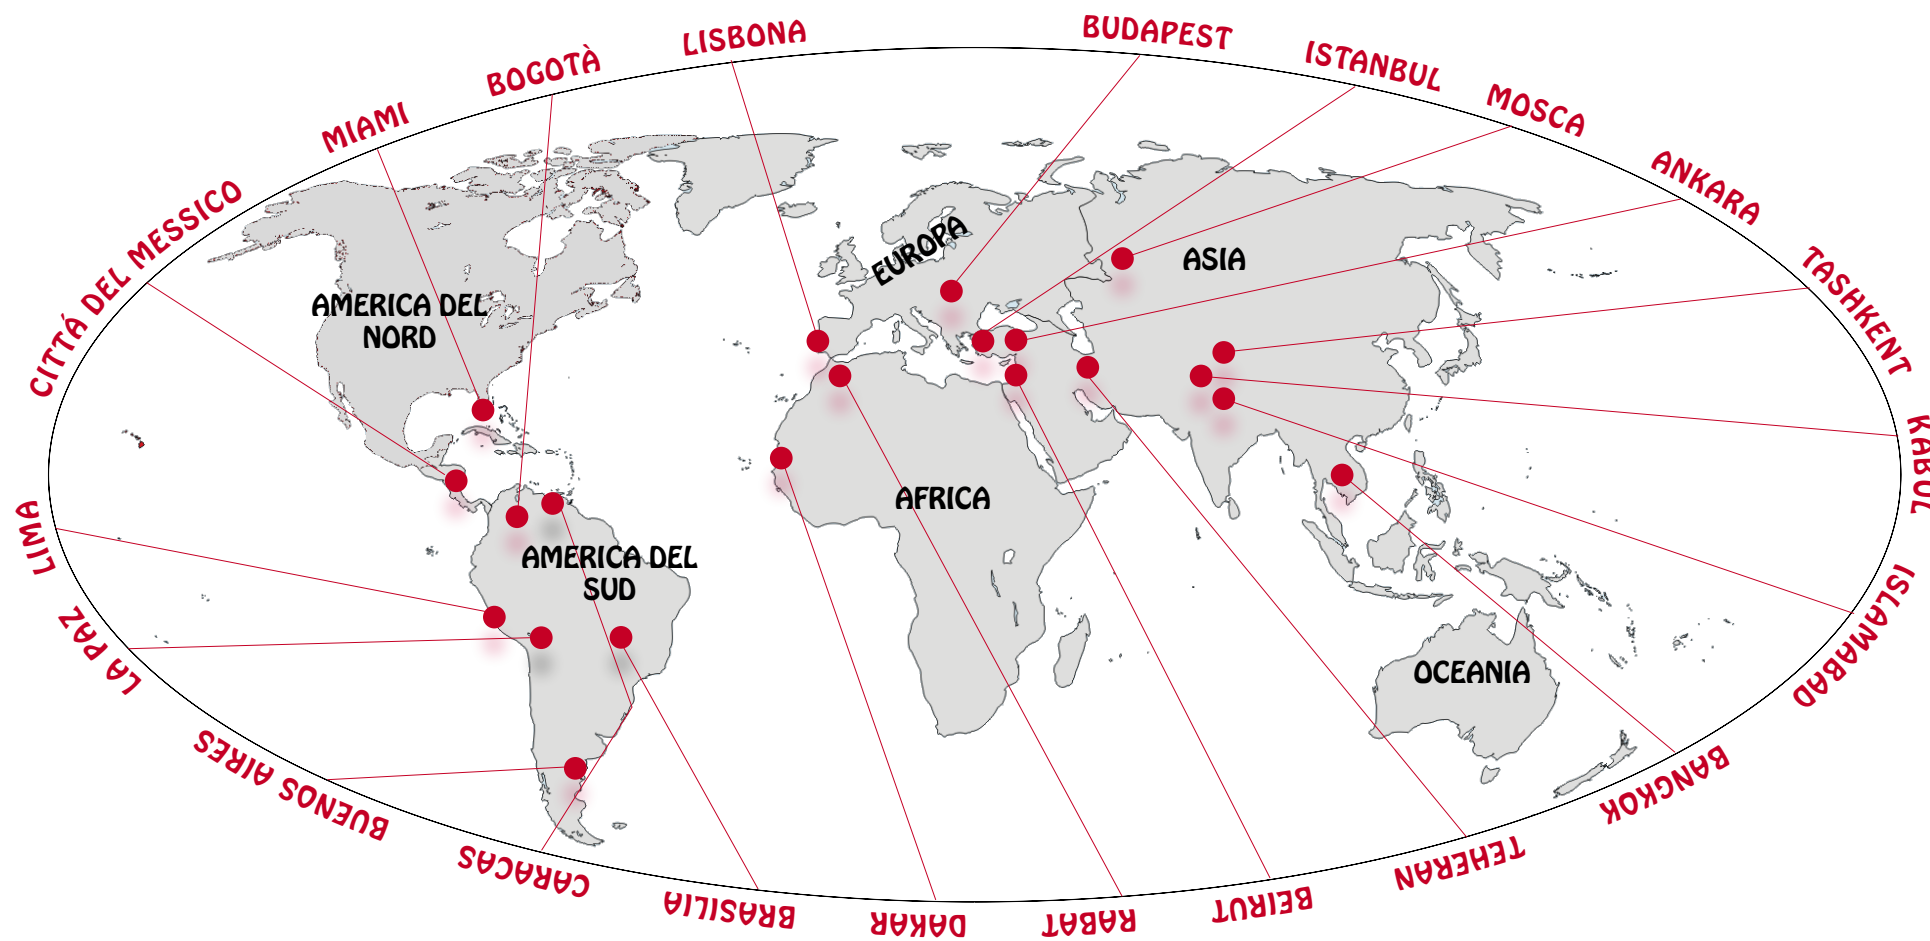 LISBONA
BUDAPEST
ISTANBUL
BOGOTÀ
MOSCA
MIAMI
ANKARA
CITTÁ DEL MESSICO
TASHKENT
EUROPA
ASIA
AMERICA DEL
NORD
KABUL
AFRICA
LIMA
AMERICA DEL
SUD
ISLAMABAD
LA PAZ
OCEANIA
BUENOS AIRES
BANGKOK
CARACAS
TEHERAN
BRASILIA
DAKAR
RABAT
BEIRUT